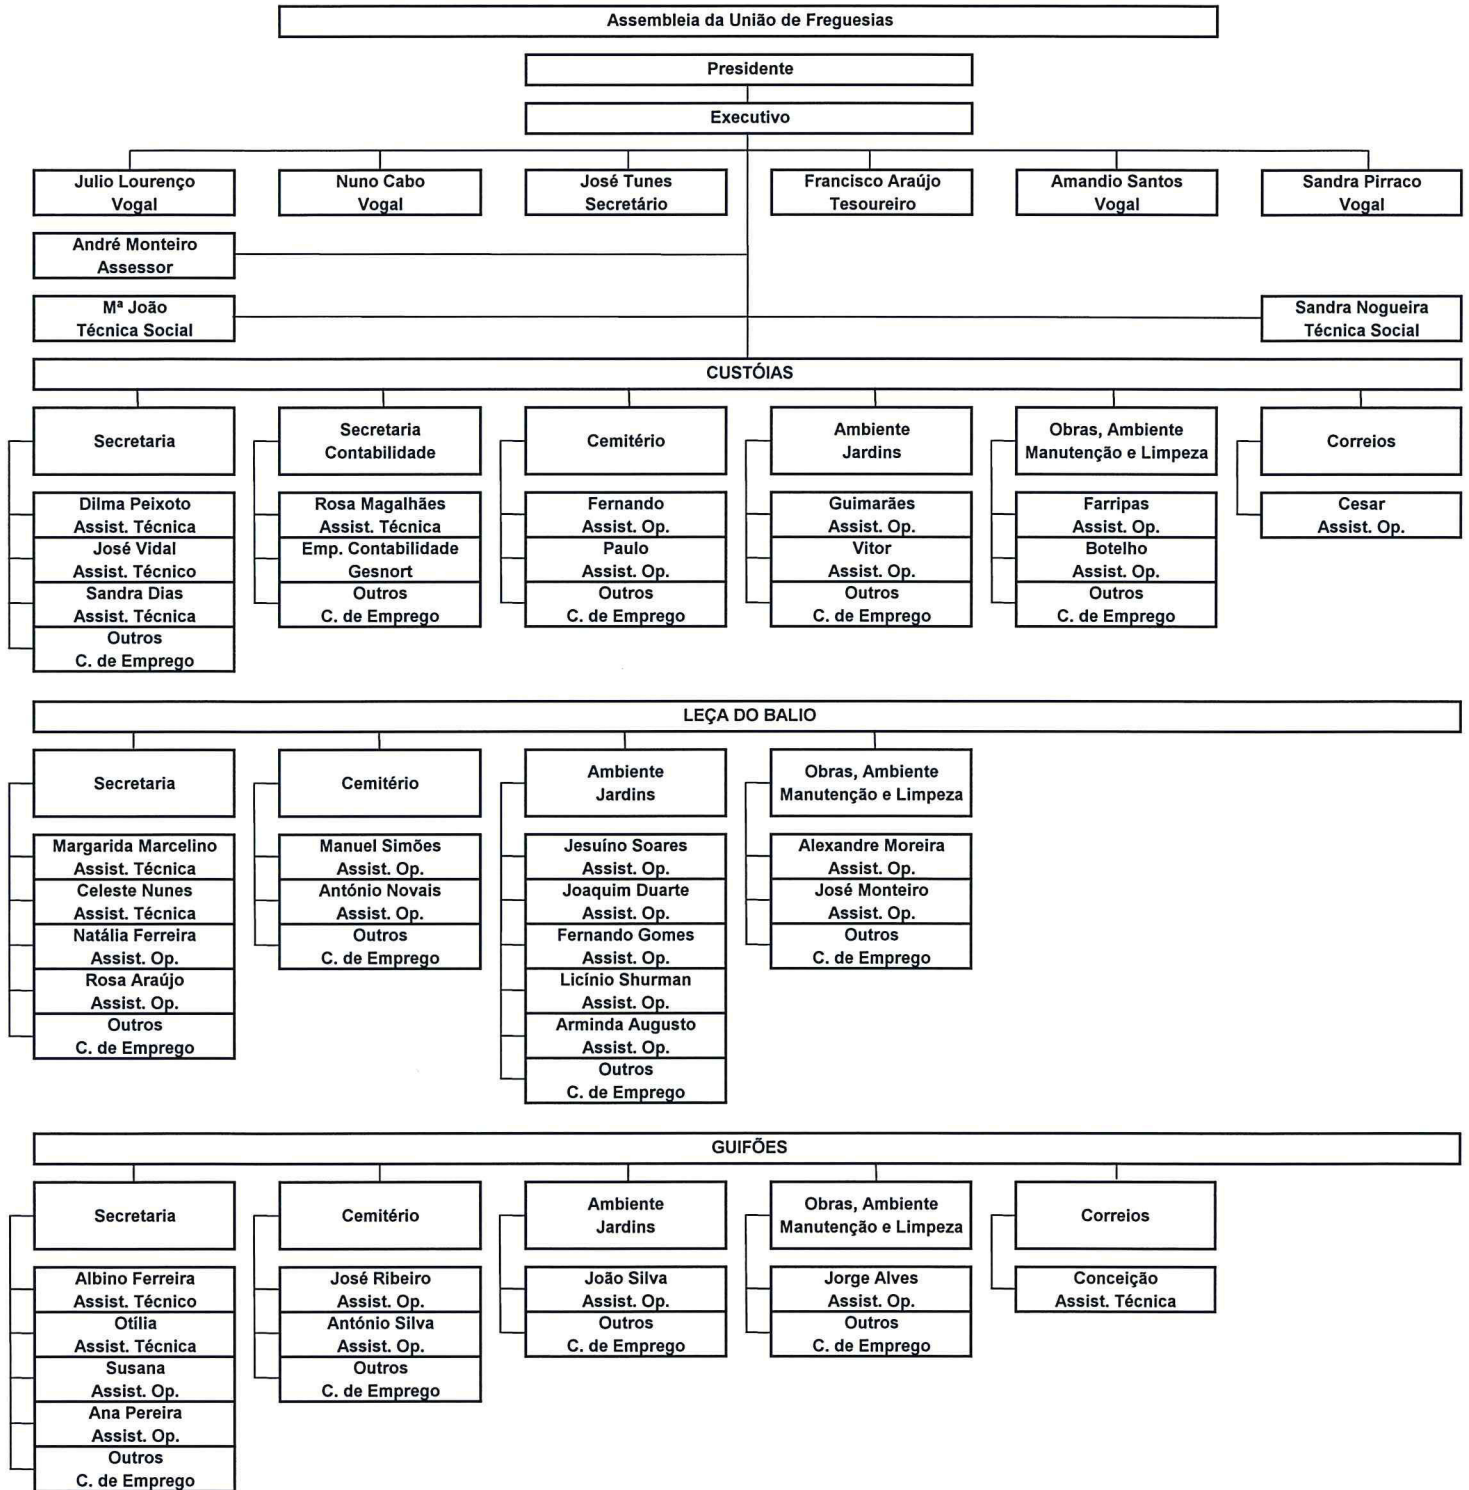 Assembleia da União de Freguesias
Presidente
Executivo
Julio Lourenço
Vogal
Nuno Cabo
Vogal
José Tunes
Secretário
Francisco Araújo
Tesoureiro
Amandio Santos
Vogal
Sandra Pirraco
Vogal
André Monteiro
Assessor
Mª João
Técnica Social
Sandra Nogueira
Técnica Social
CUSTÓIAS
Secretaria
Dilma Peixoto
Assist. Técnica
José Vidal
Assist. Técnico
Sandra Dias
Assist. Técnica
Outros
C. de Emprego
Secretaria
Contabilidade
Rosa Magalhães
Assist. Técnica
Emp. Contabilidade
Gesnort
Outros
C. de Emprego
Cemitério
Fernando
Assist. Op.
Paulo
Assist. Op.
Outros
C. de Emprego
Ambiente
Jardins
Guimarães
Assist. Op.
Vitor
Assist. Op.
Outros
C. de Emprego
Obras, Ambiente
Manutenção e Limpeza
Farripas
Assist. Op.
Botelho
Assist. Op.
Outros
C. de Emprego
Correios
Cesar
Assist. Op.
LEÇA DO BALIO
Secretaria
Margarida Marcelino
Assist. Técnica
Celeste Nunes
Assist. Técnica
Natália Ferreira
Assist. Op.
Rosa Araújo
Assist. Op.
Outros
C. de Emprego
Cemitério
Manuel Simões
Assist. Op.
António Novais
Assist. Op.
Outros
C. de Emprego
Ambiente
Jardins
Jesuíno Soares
Assist. Op.
Joaquim Duarte
Assist. Op.
Fernando Gomes
Assist. Op.
Licínio Shurman
Assist. Op.
Arminda Augusto
Assist. Op.
Outros
C. de Emprego
Obras, Ambiente
Manutenção e Limpeza
Alexandre Moreira
Assist. Op.
José Monteiro
Assist. Op.
Outros
C. de Emprego
GUIFÕES
Secretaria
Albino Ferreira
Assist. Técnico
Otília
Assist. Técnica
Susana
Assist. Op.
Ana Pereira
Assist. Op.
Outros
C. de Emprego
Cemitério
José Ribeiro
Assist. Op.
António Silva
Assist. Op.
Outros
C. de Emprego
Ambiente
Jardins
João Silva
Assist. Op.
Outros
C. de Emprego
Obras, Ambiente
Manutenção e Limpeza
Jorge Alves
Assist. Op.
Outros
C. de Emprego
Correios
Conceição
Assist. Técnica